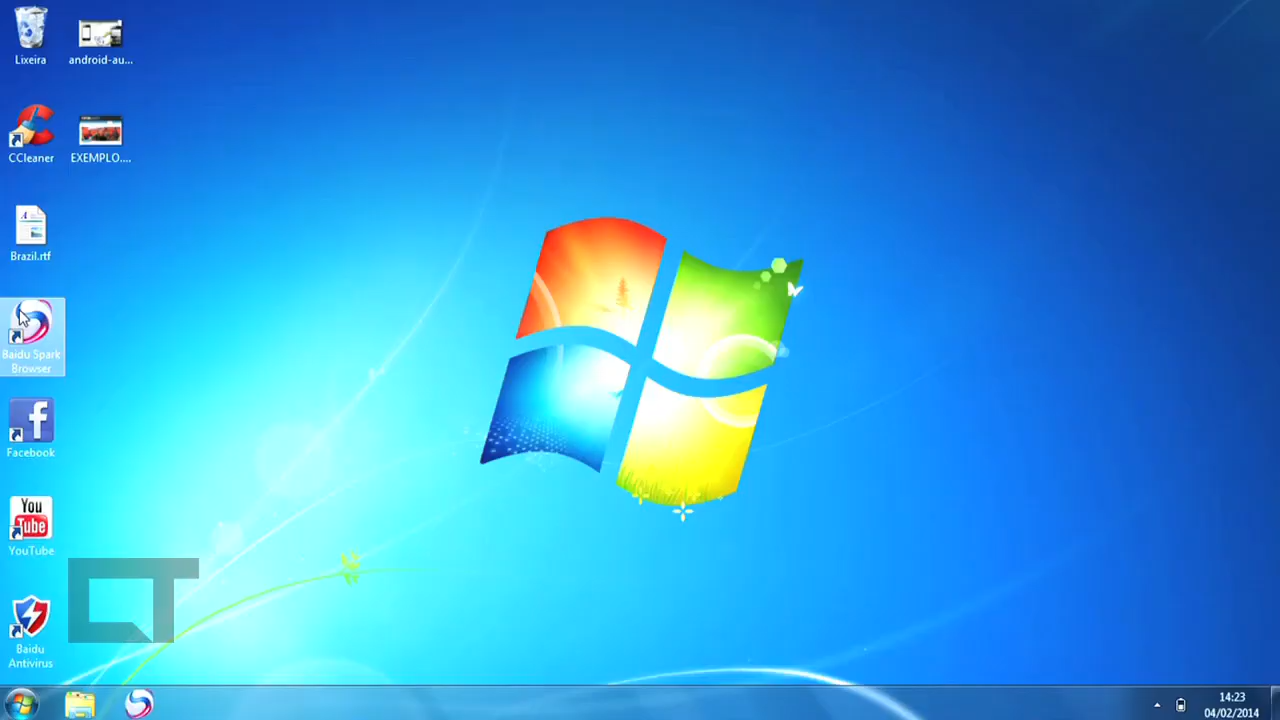 Lixeira
android-au...
CCleaner
EXEMPLO....
Brazil.rtf
Baidu Spark
Browser
Facebook
You
Tube
YouTube
Baidu
Antivirus
14:23
04/02/2014